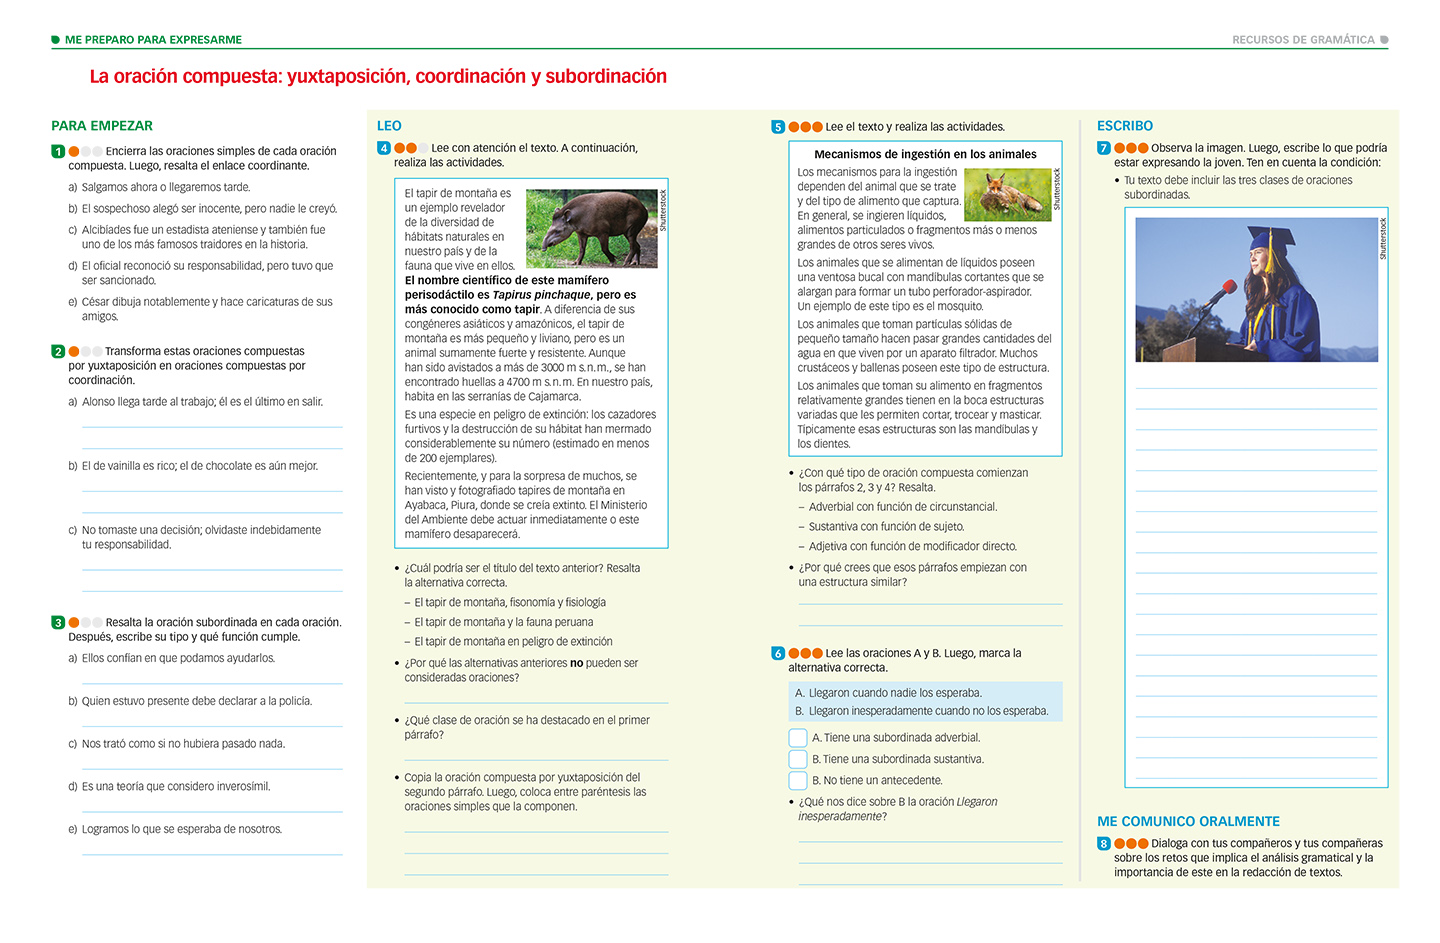 ME PREPARO PARA EXPRESARME
RECURSOS DE GRAMÁTICA
La oración compuesta: yuxtaposición, coordinación y subordinación
PARA EMPEZAR
1 Encierra las oraciones simples de cada oración
compuesta. Luego, resalta el enlace coordinante.
a) Salgamos ahora o llegaremos tarde.
b) El sospechoso alegó ser inocente, pero nadie le creyó.
c) Alcibíades fue un estadista ateniense y también fue
uno de los más famosos traidores en la historia.
d) El oficial reconoció su responsabilidad, pero tuvo que
ser sancionado.
e) César dibuja notablemente y hace caricaturas de sus
amigos.
2 Transforma estas oraciones compuestas
por yuxtaposición en oraciones compuestas por
coordinación.
a) Alonso llega tarde al trabajo; él es el último en salir.
b) El de vainilla es rico; el de chocolate es aún mejor.
c) No tomaste una decisión; olvidaste indebidamente
tu responsabilidad.
3 Resalta la oración subordinada en cada oración.
Después, escribe su tipo y qué función cumple.
a) Ellos confían en que podamos ayudarlos.
b) Quien estuvo presente debe declarar a la policía.
c) Nos trató como si no hubiera pasado nada.
d) Es una teoría que considero inverosímil.
e) Logramos lo que se esperaba de nosotros.
LEO
4 Lee con atención el texto. A continuación,
realiza las actividades.
El tapir de montaña es
un ejemplo revelador
de la diversidad de
hábitats naturales en
nuestro país y de la
fauna que vive en ellos.
Shutterstock
El nombre científico de este mamífero
perisodáctilo es Tapirus pinchaque, pero es
más conocido como tapir. A diferencia de sus
congéneres asiáticos y amazónicos, el tapir de
montaña es más pequeño y liviano, pero es un
animal sumamente fuerte y resistente. Aunque
han sido avistados a más de 3000 m s.n.m., se han
encontrado huellas a 4700 m s.n.m. En nuestro país,
habita en las serranías de Cajamarca.
Es una especie en peligro de extinción: los cazadores
furtivos y la destrucción de su hábitat han mermado
considerablemente su número (estimado en menos
de 200 ejemplares).
Recientemente, y para la sorpresa de muchos, se
han visto y fotografiado tapires de montaña en
Ayabaca, Piura, donde se creía extinto. El Ministerio
del Ambiente debe actuar inmediatamente o este
mamífero desaparecerá.
• ¿Cuál podría ser el título del texto anterior? Resalta
la alternativa correcta.
– El tapir de montaña, fisonomía y fisiología
– El tapir de montaña y la fauna peruana
– El tapir de montaña en peligro de extinción
• ¿Por qué las alternativas anteriores no pueden ser
consideradas oraciones?
• ¿Qué clase de oración se ha destacado en el primer
párrafo?
• Copia la oración compuesta por yuxtaposición del
segundo párrafo. Luego, coloca entre paréntesis las
oraciones simples que la componen.
5 Lee el texto y realiza las actividades.
Mecanismos de ingestión en los animales
Los mecanismos para la ingestión
dependen del animal que se trate
y del tipo de alimento que captura.
En general, se ingieren líquidos,
alimentos particulados o fragmentos más o menos
grandes de otros seres vivos.
Shutterstock
Los animales que se alimentan de líquidos poseen
una ventosa bucal con mandíbulas cortantes que se
alargan para formar un tubo perforador-aspirador.
Un ejemplo de este tipo es el mosquito.
Los animales que toman partículas sólidas de
pequeño tamaño hacen pasar grandes cantidades del
agua en que viven por un aparato filtrador. Muchos
crustáceos y ballenas poseen este tipo de estructura.
Los animales que toman su alimento en fragmentos
relativamente grandes tienen en la boca estructuras
variadas que les permiten cortar, trocear y masticar.
Típicamente esas estructuras son las mandíbulas y
los dientes.
• ¿Con qué tipo de oración compuesta comienzan
los párrafos 2, 3 y 4? Resalta.
– Adverbial con función de circunstancial.
– Sustantiva con función de sujeto.
– Adjetiva con función de modificador directo.
• ¿Por qué crees que esos párrafos empiezan con
una estructura similar?
6 Lee las oraciones A y B. Luego, marca la
alternativa correcta.
A. Llegaron cuando nadie los esperaba.
B. Llegaron inesperadamente cuando no los esperaba.
A. Tiene una subordinada adverbial.
B. Tiene una subordinada sustantiva.
B. No tiene un antecedente.
• ¿Qué nos dice sobre B la oración Llegaron
inesperadamente?
ESCRIBO
7 Observa la imagen. Luego, escribe lo que podría
estar expresando la joven. Ten en cuenta la condición:
• Tu texto debe incluir las tres clases de oraciones
subordinadas.
Shutterstock
ME COMUNICO ORALMENTE
8 Dialoga con tus compañeros y tus compañeras
sobre los retos que implica el análisis gramatical y la
importancia de este en la redacción de textos.